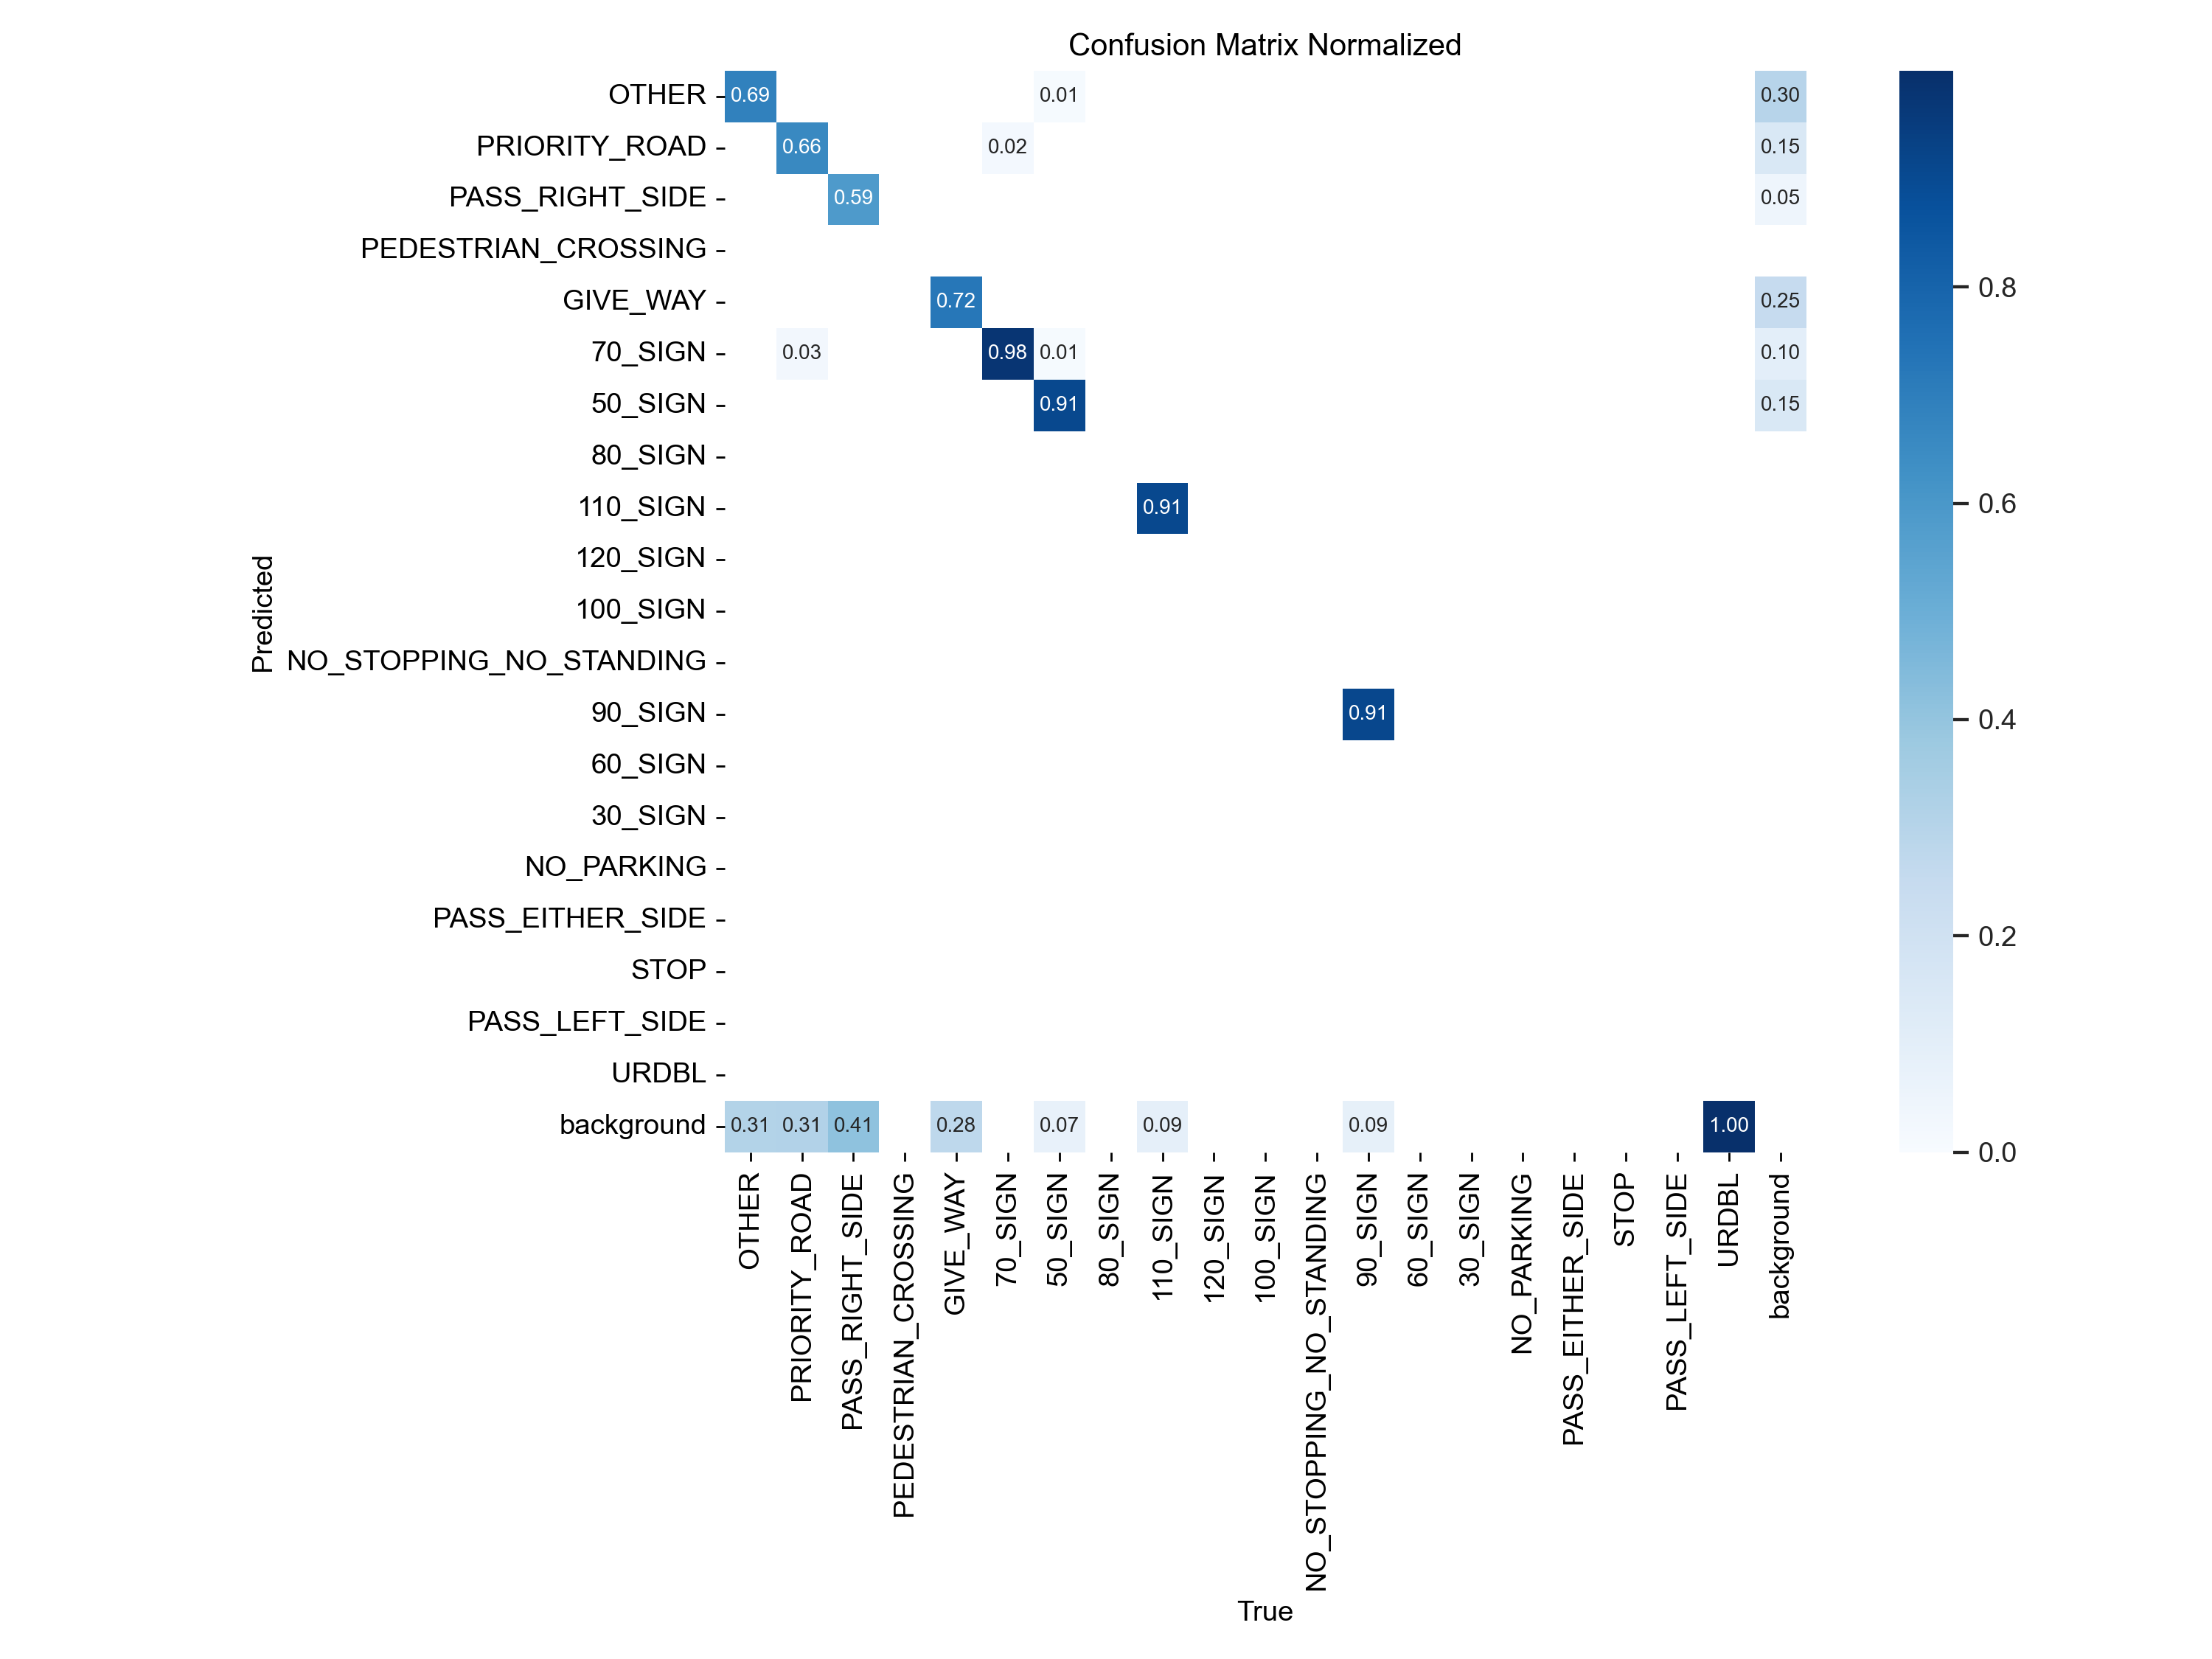 Confusion Matrix Normalized
OTHER 0.69 0.01 0.30
PRIORITY_ROAD 0.66 0.02 0.15
PASS_RIGHT_SIDE 0.59 0.05
PEDESTRIAN_CROSSING
GIVE_WAY 0.72 0.25
70_SIGN 0.03 0.98 0.01 0.10
50_SIGN 0.91 0.15
80_SIGN
110_SIGN 0.91
120_SIGN
100_SIGN
NO_STOPPING_NO_STANDING
90_SIGN 0.91
60_SIGN
30_SIGN
NO_PARKING
PASS_EITHER_SIDE
STOP
PASS_LEFT_SIDE
URDBL
background 0.31 0.31 0.41 0.28 0.07 0.09 0.09 1.00
Predicted
OTHER
PRIORITY_ROAD
PASS_RIGHT_SIDE
PEDESTRIAN_CROSSING
GIVE_WAY
70_SIGN
50_SIGN
80_SIGN
110_SIGN
120_SIGN
100_SIGN
NO_STOPPING_NO_STANDING
90_SIGN
60_SIGN
30_SIGN
NO_PARKING
PASS_EITHER_SIDE
STOP
PASS_LEFT_SIDE
URDBL
background
True
0.8
0.6
0.4
0.2
0.0